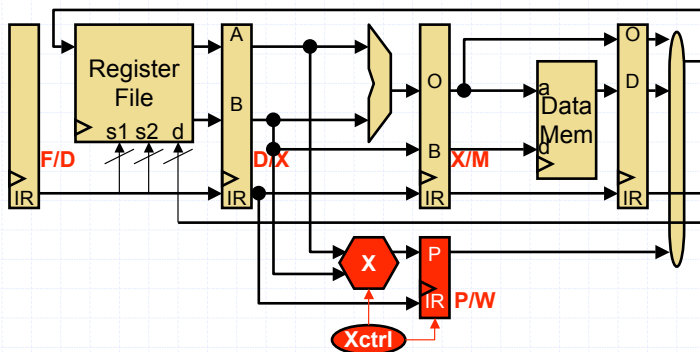 A
O
O
Register
File
B
D
a
Data
Mem
d
s1 s2 d
F/D
D/X
B
X/M
IR
IR
IR
IR
X
P
IR
P/W
Xctrl